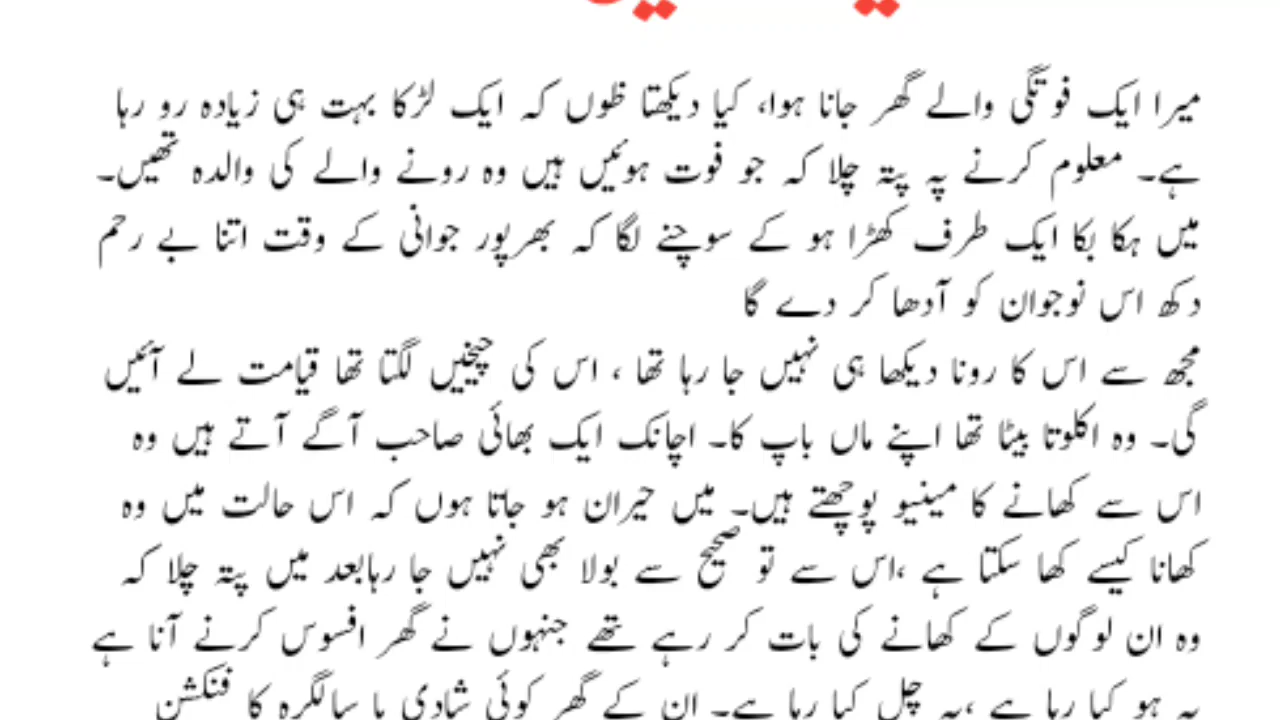 میرا ایک فوتگی والے گھر جانا ہوا، کیا دیکھتا ظوں کہ ایک لڑکا بہت ہی زیادہ رو رہا
ہے۔ معلوم کرنے پہ پتہ چلا کہ جو فوت ہوئیں ہیں وہ رونے والے کی والدہ تھیں۔
میں ہکا بکا ایک طرف کھڑا ہو کے سوچنے لگا کہ بھرپور جوانی کے وقت اتنا بے رحم
دکھ اس نوجوان کو آدھا کر دے گا
مجھ سے اس کا رونا دیکھا ہی نہیں جا رہا تھا ، اس کی چیخیں لگتا تھا قیامت لے آئیں
گی۔ وہ اکلوتا بیٹا تھا اپنے ماں باپ کا۔ اچانک ایک بھائی صاحب آگے آتے ہیں وہ
اس سے کھانے کا مینیو پوچھتے ہیں۔ میں حیران ہو جاتا ہوں کہ اس حالت میں وہ
کھانا کیسے کھا سکتا ہے ،اس سے تو صحیح سے بولا بھی نہیں جا رہابعد میں پتہ چلا کہ
وہ ان لوگوں کے کھانے کی بات کر رہے تھے جنہوں نے گھر افسوس کرنے آنا ہے
یہ ہو کیا رہا ہے ،یہ چل کیا رہا ہے۔ ان کے گھر کوئی شادی یا سالگرہ کا فنکشن